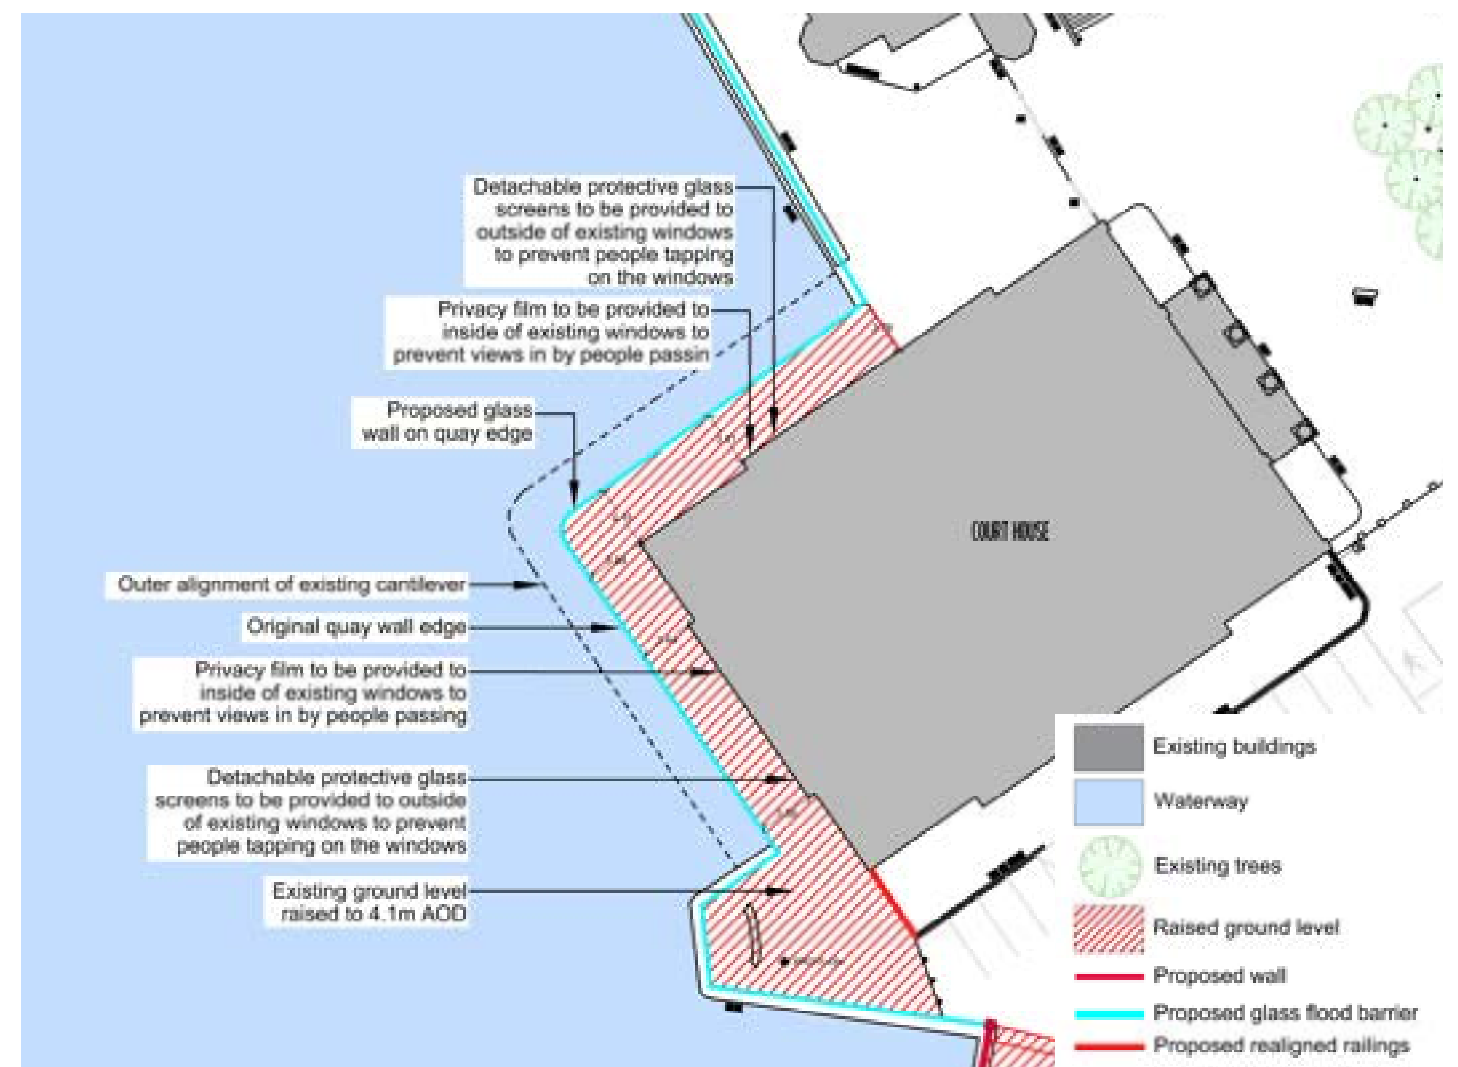 Detachable protective glass
screens to be provided to
outside of existing windows
to prevent people tapping
on the windows
Privacy film to be provided to
inside of existing windows to
prevent views in by people passin
Proposed glass
wall on quay edge
COURT HOUSE
Outer alignment of existing cantilever
Original quay wall edge
Privacy film to be provided to
inside of existing windows to
prevent views in by people passing
Detachable protective glass
screens to be provided to outside
of existing windows to prevent
people tapping on the windows
Existing ground level
raised to 4.1m AOD
Existing buildings
Waterway
Existing trees
Raised ground level
Proposed wall
Proposed glass flood barrier
Proposed realigned railings